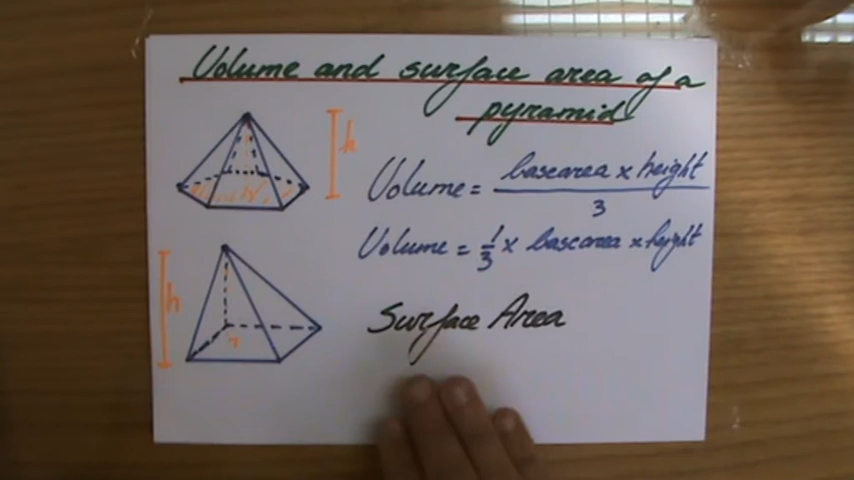 Volume and surface area of a
pyramid
h
Volume = basearea x height
3
Volume = 1/3 x basearea x height
h
Surface Area